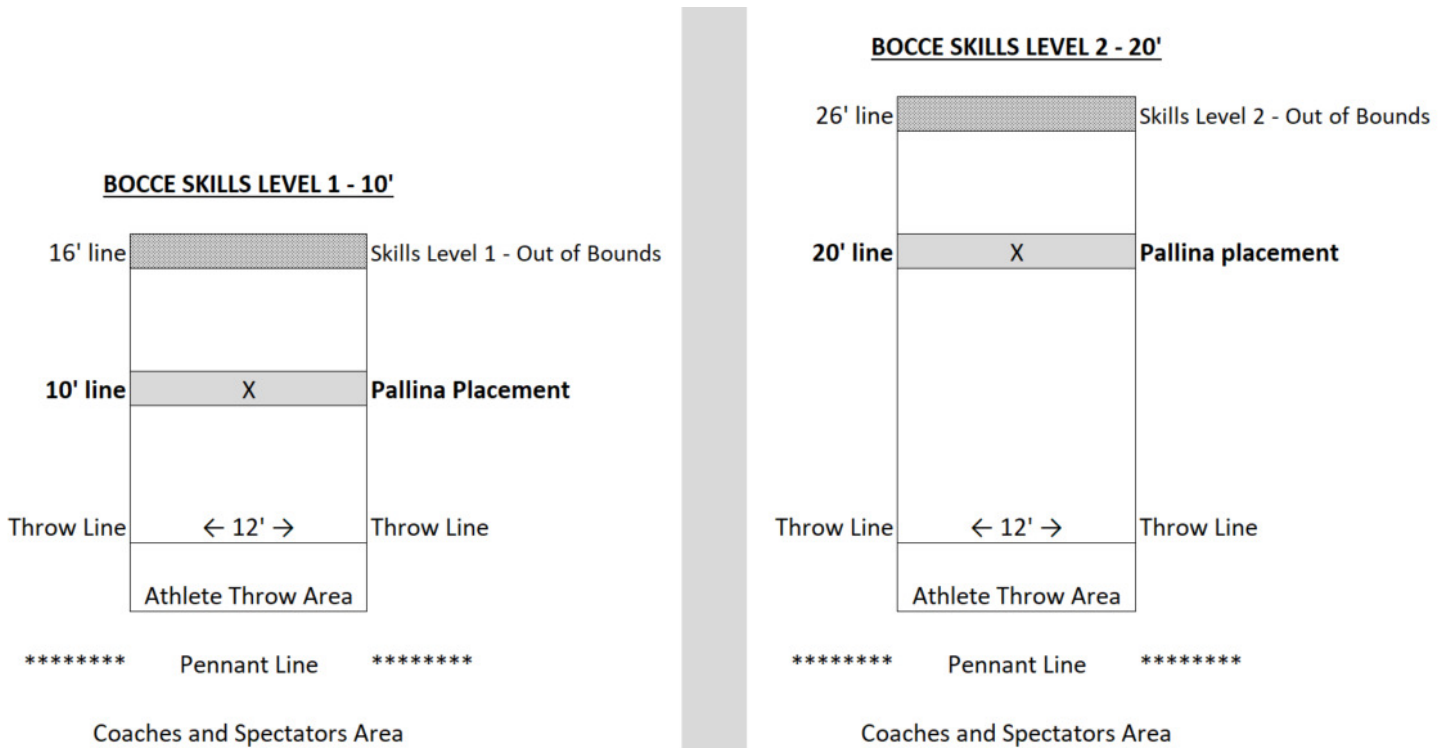 BOCCE SKILLS LEVEL 1 - 10'
16' line Skills Level 1 - Out of Bounds
10' line X Pallina Placement
Throw Line ← 12' → Throw Line
Athlete Throw Area
******** Pennant Line ********
Coaches and Spectators Area
BOCCE SKILLS LEVEL 2 - 20'
26' line Skills Level 2 - Out of Bounds
20' line X Pallina placement
Throw Line ← 12' → Throw Line
Athlete Throw Area
******** Pennant Line ********
Coaches and Spectators Area